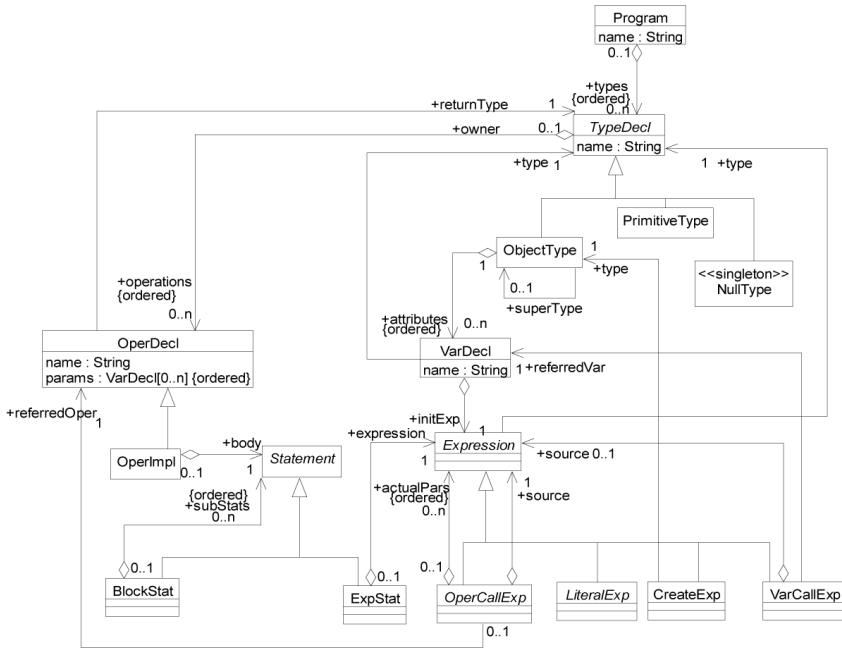 Program
name : String
0..1
+types
{ordered}
0..n
+returnType
1
+owner
0..1
TypeDecl
name : String
+type
1
1
+type
PrimitiveType
ObjectType
1
1
+type
0..1
+superType
<<singleton>>
NullType
+operations
{ordered}
0..n
+attributes
{ordered}
0..n
OperDecl
name : String
params : VarDecl[0..n] {ordered}
VarDecl
name : String
1
+referredVar
+referredOper
1
+initExp
1
+expression
1
Expression
+source 0..1
OperImpl
0..1
+body
1
Statement
{ordered}
+subStats
0..n
+actualPars
{ordered}
0..n
1
+source
0..1
BlockStat
0..1
ExpStat
0..1
OperCallExp
0..1
LiteralExp
CreateExp
VarCallExp